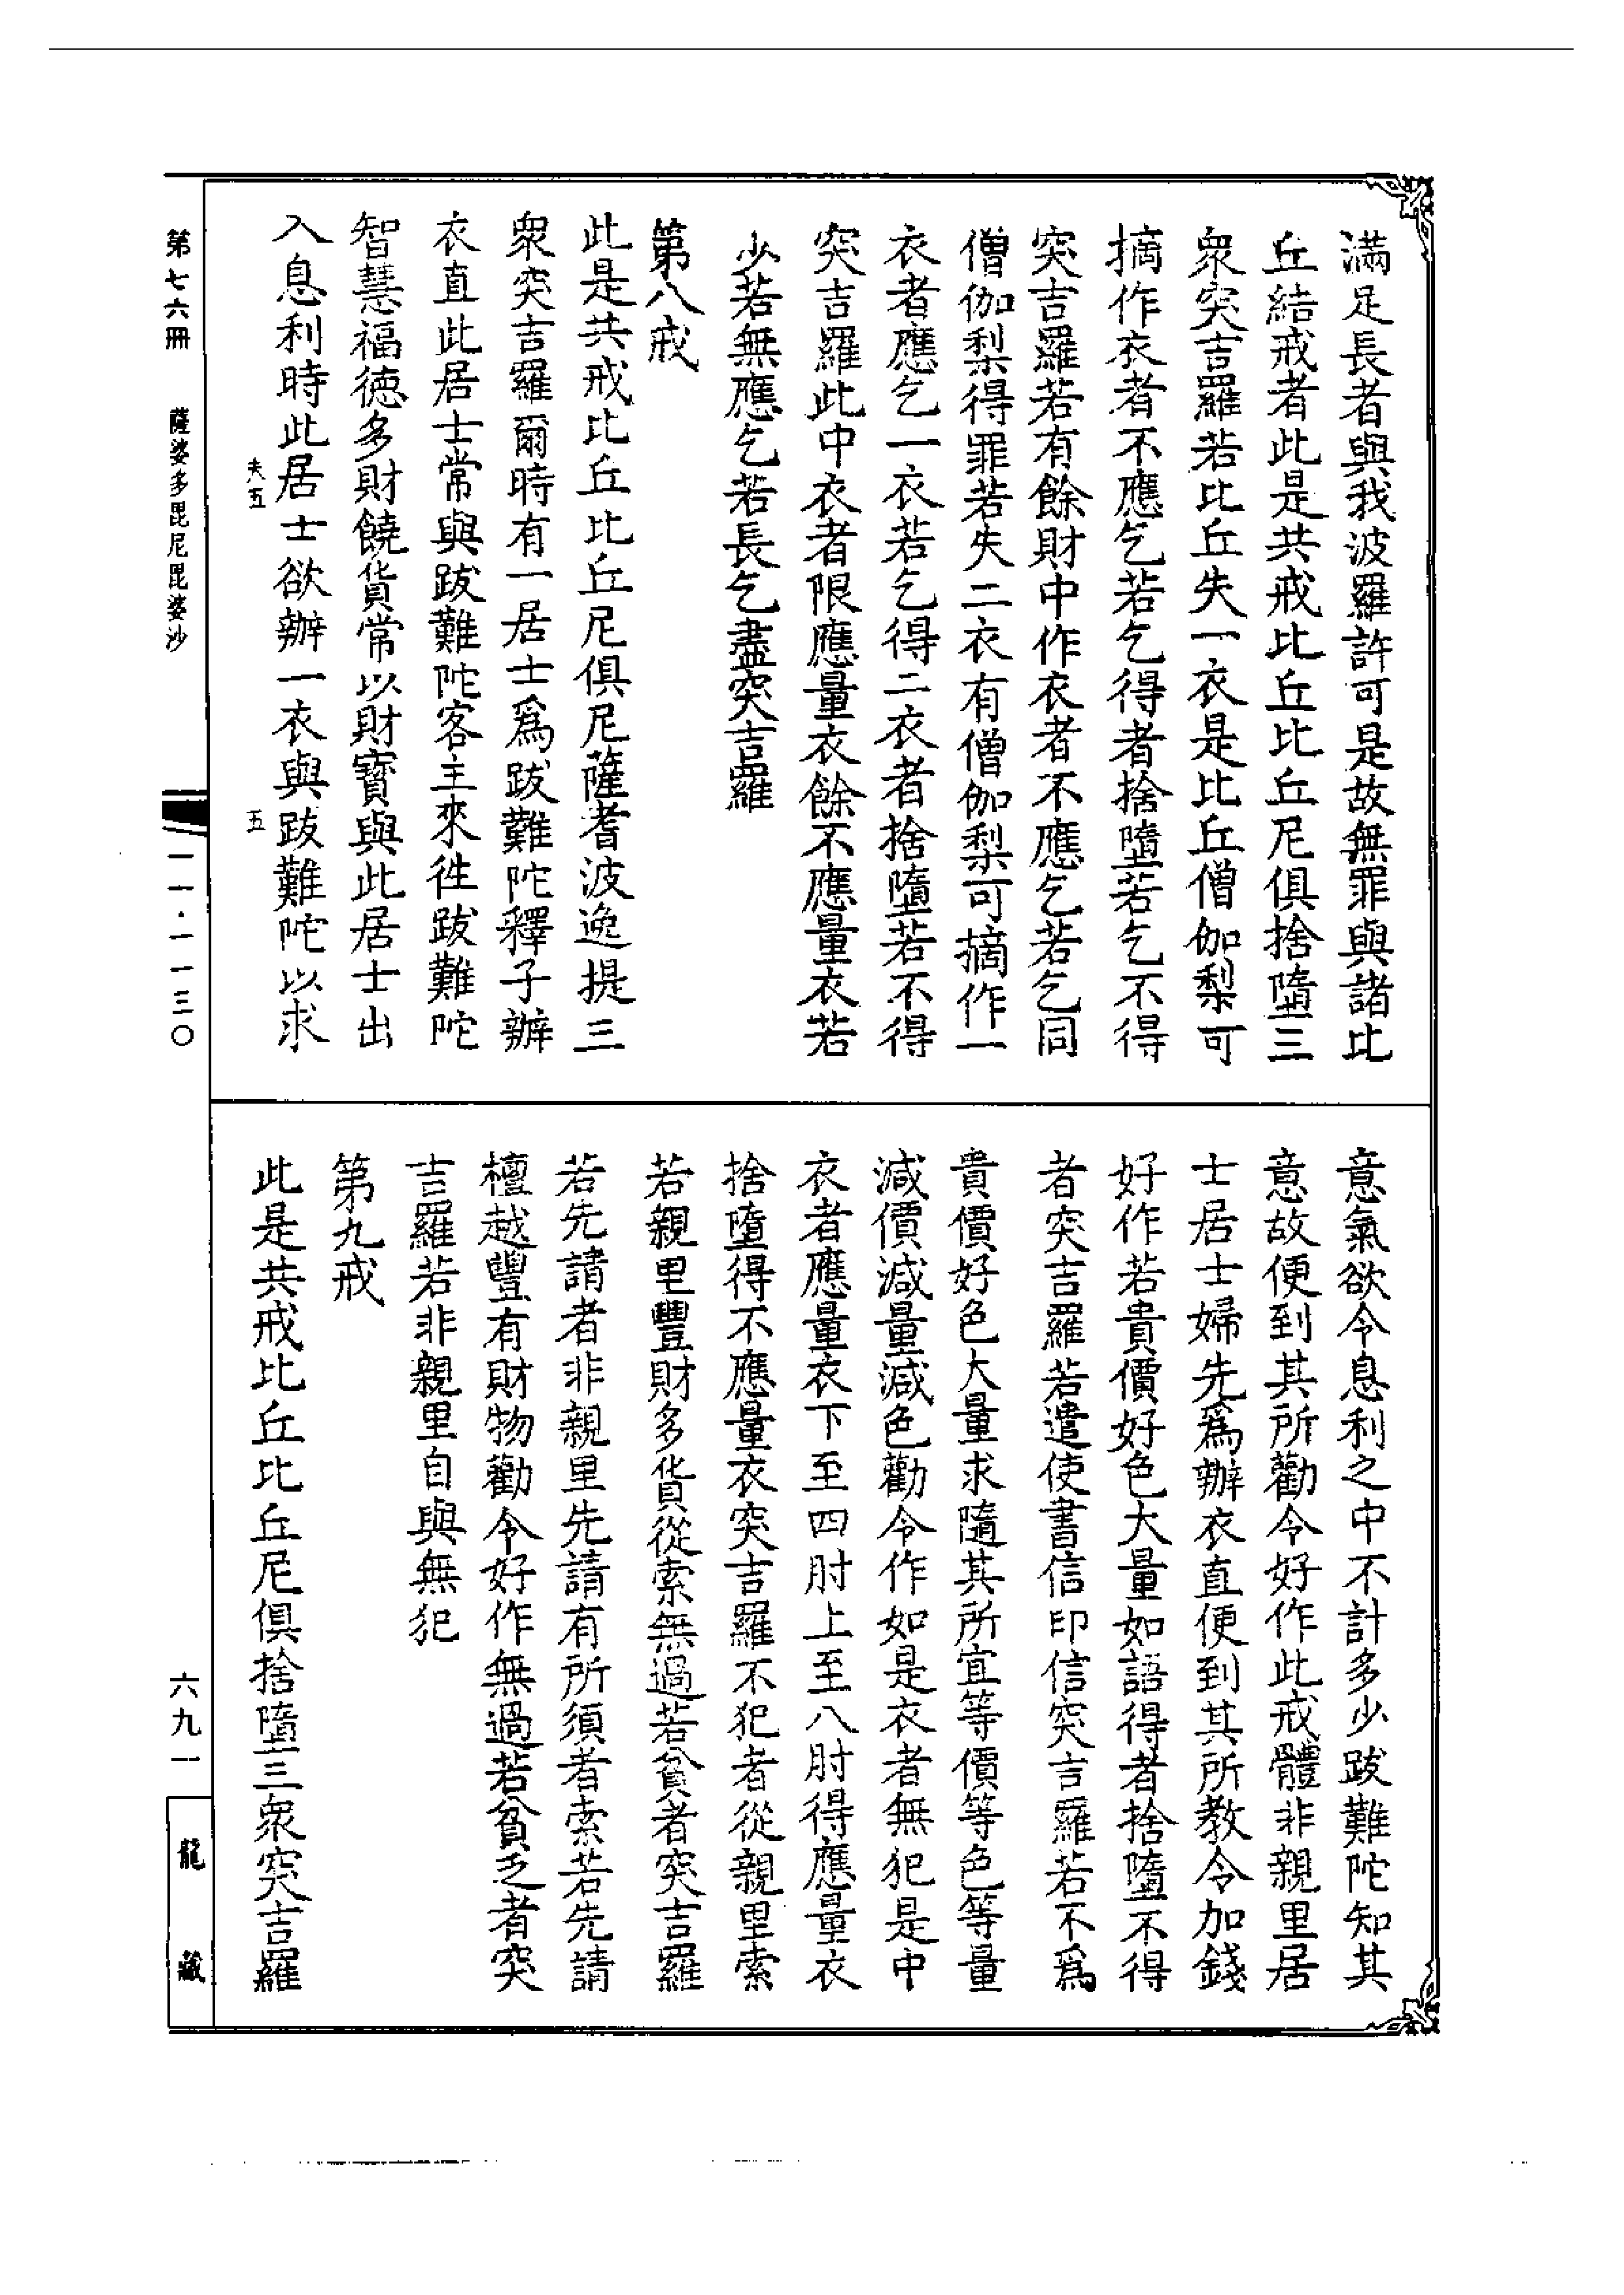 滿足長者與我波羅許可是故無罪與諸比
丘結戒者此是共戒比丘比丘尼俱捨墮三
衆突吉羅若比丘失一衣是比丘僧伽梨可
摘作衣者不應乞若乞得者捨墮若乞不得
突吉羅若有餘財中作衣者不應乞若乞同
僧伽梨得罪若失二衣有僧伽梨可摘作一
衣者應乞一衣若乞得二衣者捨墮若不得
突吉羅此中衣者限應量衣餘不應量衣若
少若無應乞若長乞盡突吉羅
第八戒
此是共戒比丘比丘尼俱尼薩耆波逸提三
衆突吉羅爾時有一居士爲跋難陀釋子辦
衣直此居士常與跋難陀客主來徃跋難陀
智慧福德多財饒貨常以財寶與此居士出
入息利時此居士欲辦一衣與跋難陀以求
意氣欲令息利之中不計多少跋難陀知其
意故便到其所勸令好作此戒體非親里居
士居士婦先爲辦衣直便到其所教令加錢
好作若貴價好色大量如語得者捨墮不得
者突吉羅若遣使書信印信突吉羅若不爲
貴價好色大量求隨其所宜等價等色等量
減價減量減色勸令作如是衣者無犯是中
衣者應量衣下至四肘上至八肘得應量衣
捨墮得不應量衣突吉羅不犯者從親里索
若親里豐財多貨從索無過若貧者突吉羅
若先請者非親里先請有所須者索若先請
檀越豐有財物勸令好作無過若貧乏者突
吉羅若非親里自與無犯
第九戒
此是共戒比丘比丘尼俱捨墮三衆突吉羅
夫五
五
第七六冊
薩婆多毘尼毘婆沙
一一·一一三〇
六九一
龍藏